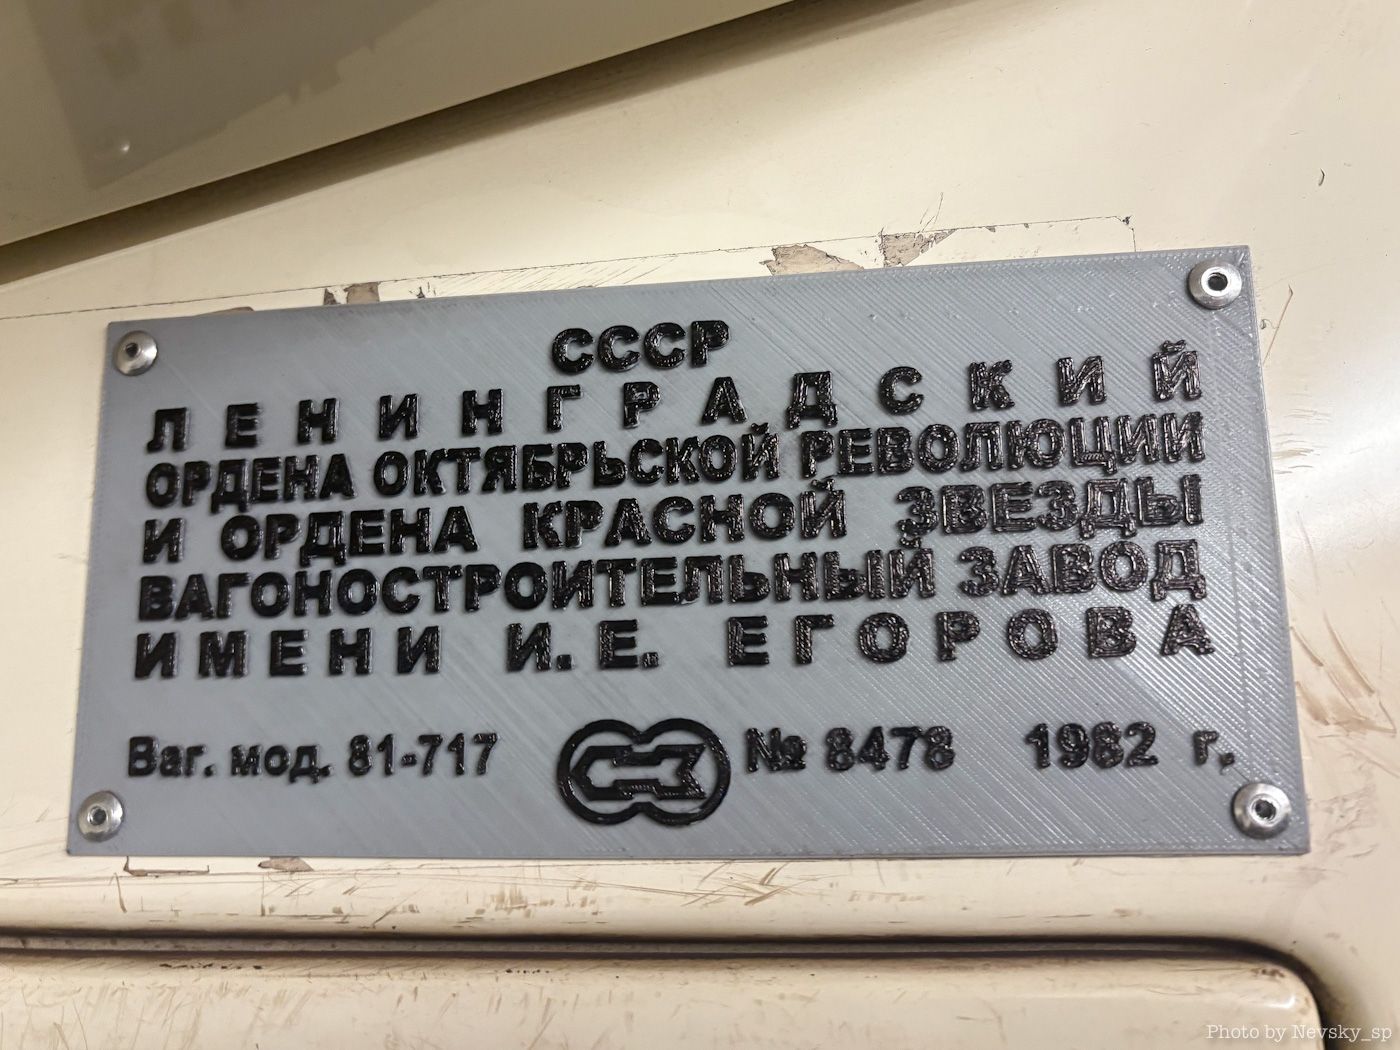 СССР
ЛЕНИНГРАДСКИЙ
ОРДЕНА ОКТЯБРЬСКОЙ РЕВОЛЮЦИИ
И ОРДЕНА КРАСНОЙ ЗВЕЗДЫ
ВАГОНОСТРОИТЕЛЬНЫЙ ЗАВОД
ИМЕНИ И.Е. ЕГОРОВА
Ваг. мод. 81-717 № 8478 1982 г.
Photo by Nevsky_sp